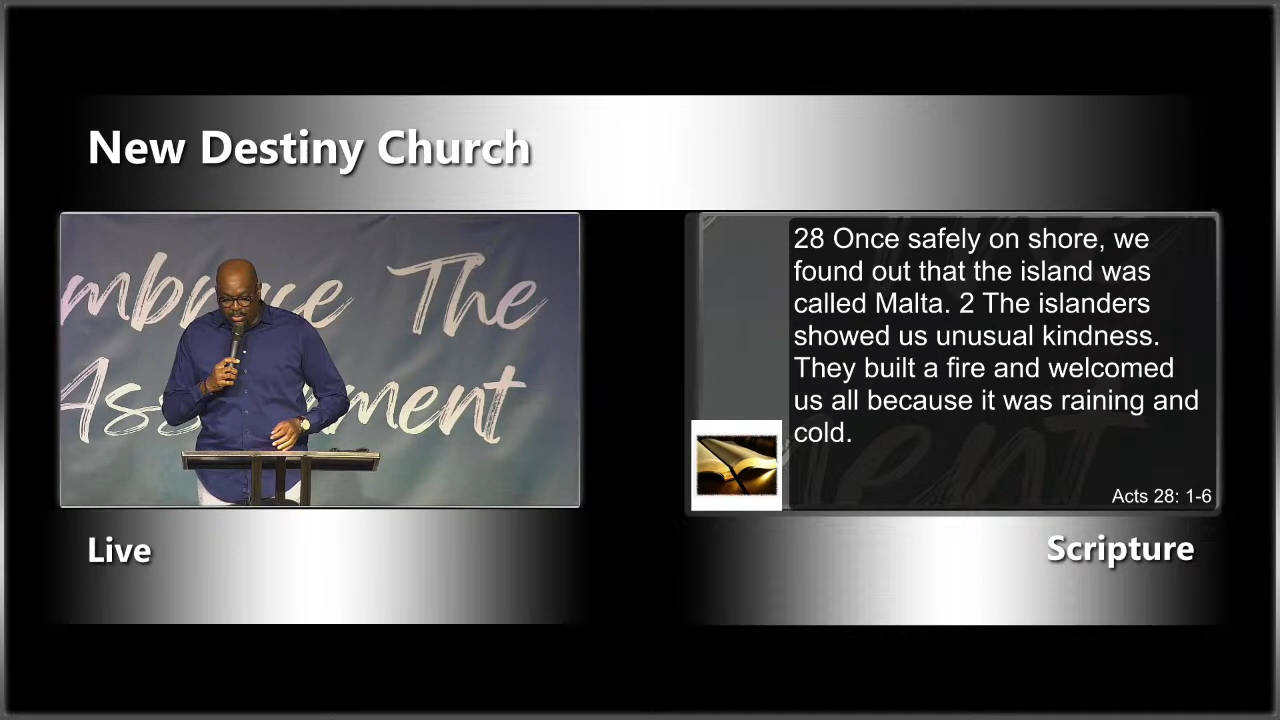 New Destiny Church
The
ment
28 Once safely on shore, we
found out that the island was
called Malta. 2 The islanders
showed us unusual kindness.
They built a fire and welcomed
us all because it was raining and
cold.
Acts 28: 1-6
Live
Scripture